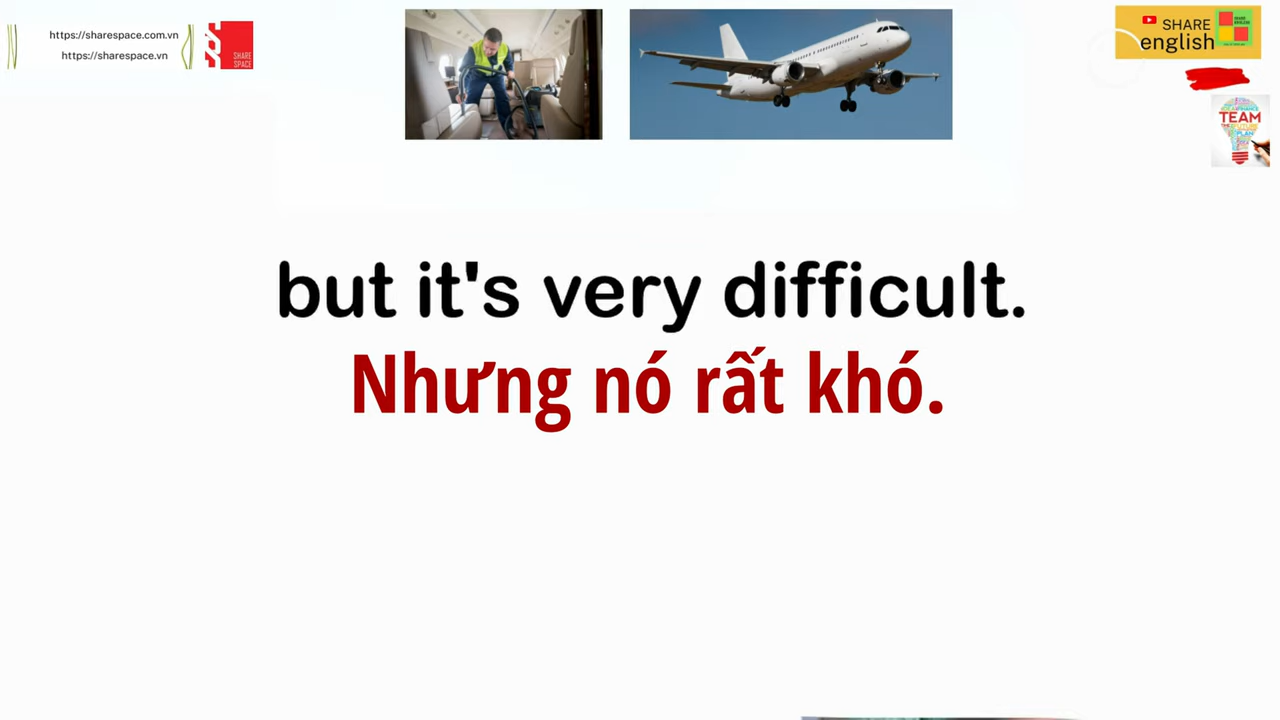 https://sharespace.com.vn
https://sharespace.vn
SHARE
SPACE
SHARE
english
TEAM
PLAN
but it's very difficult.
Nhưng nó rất khó.